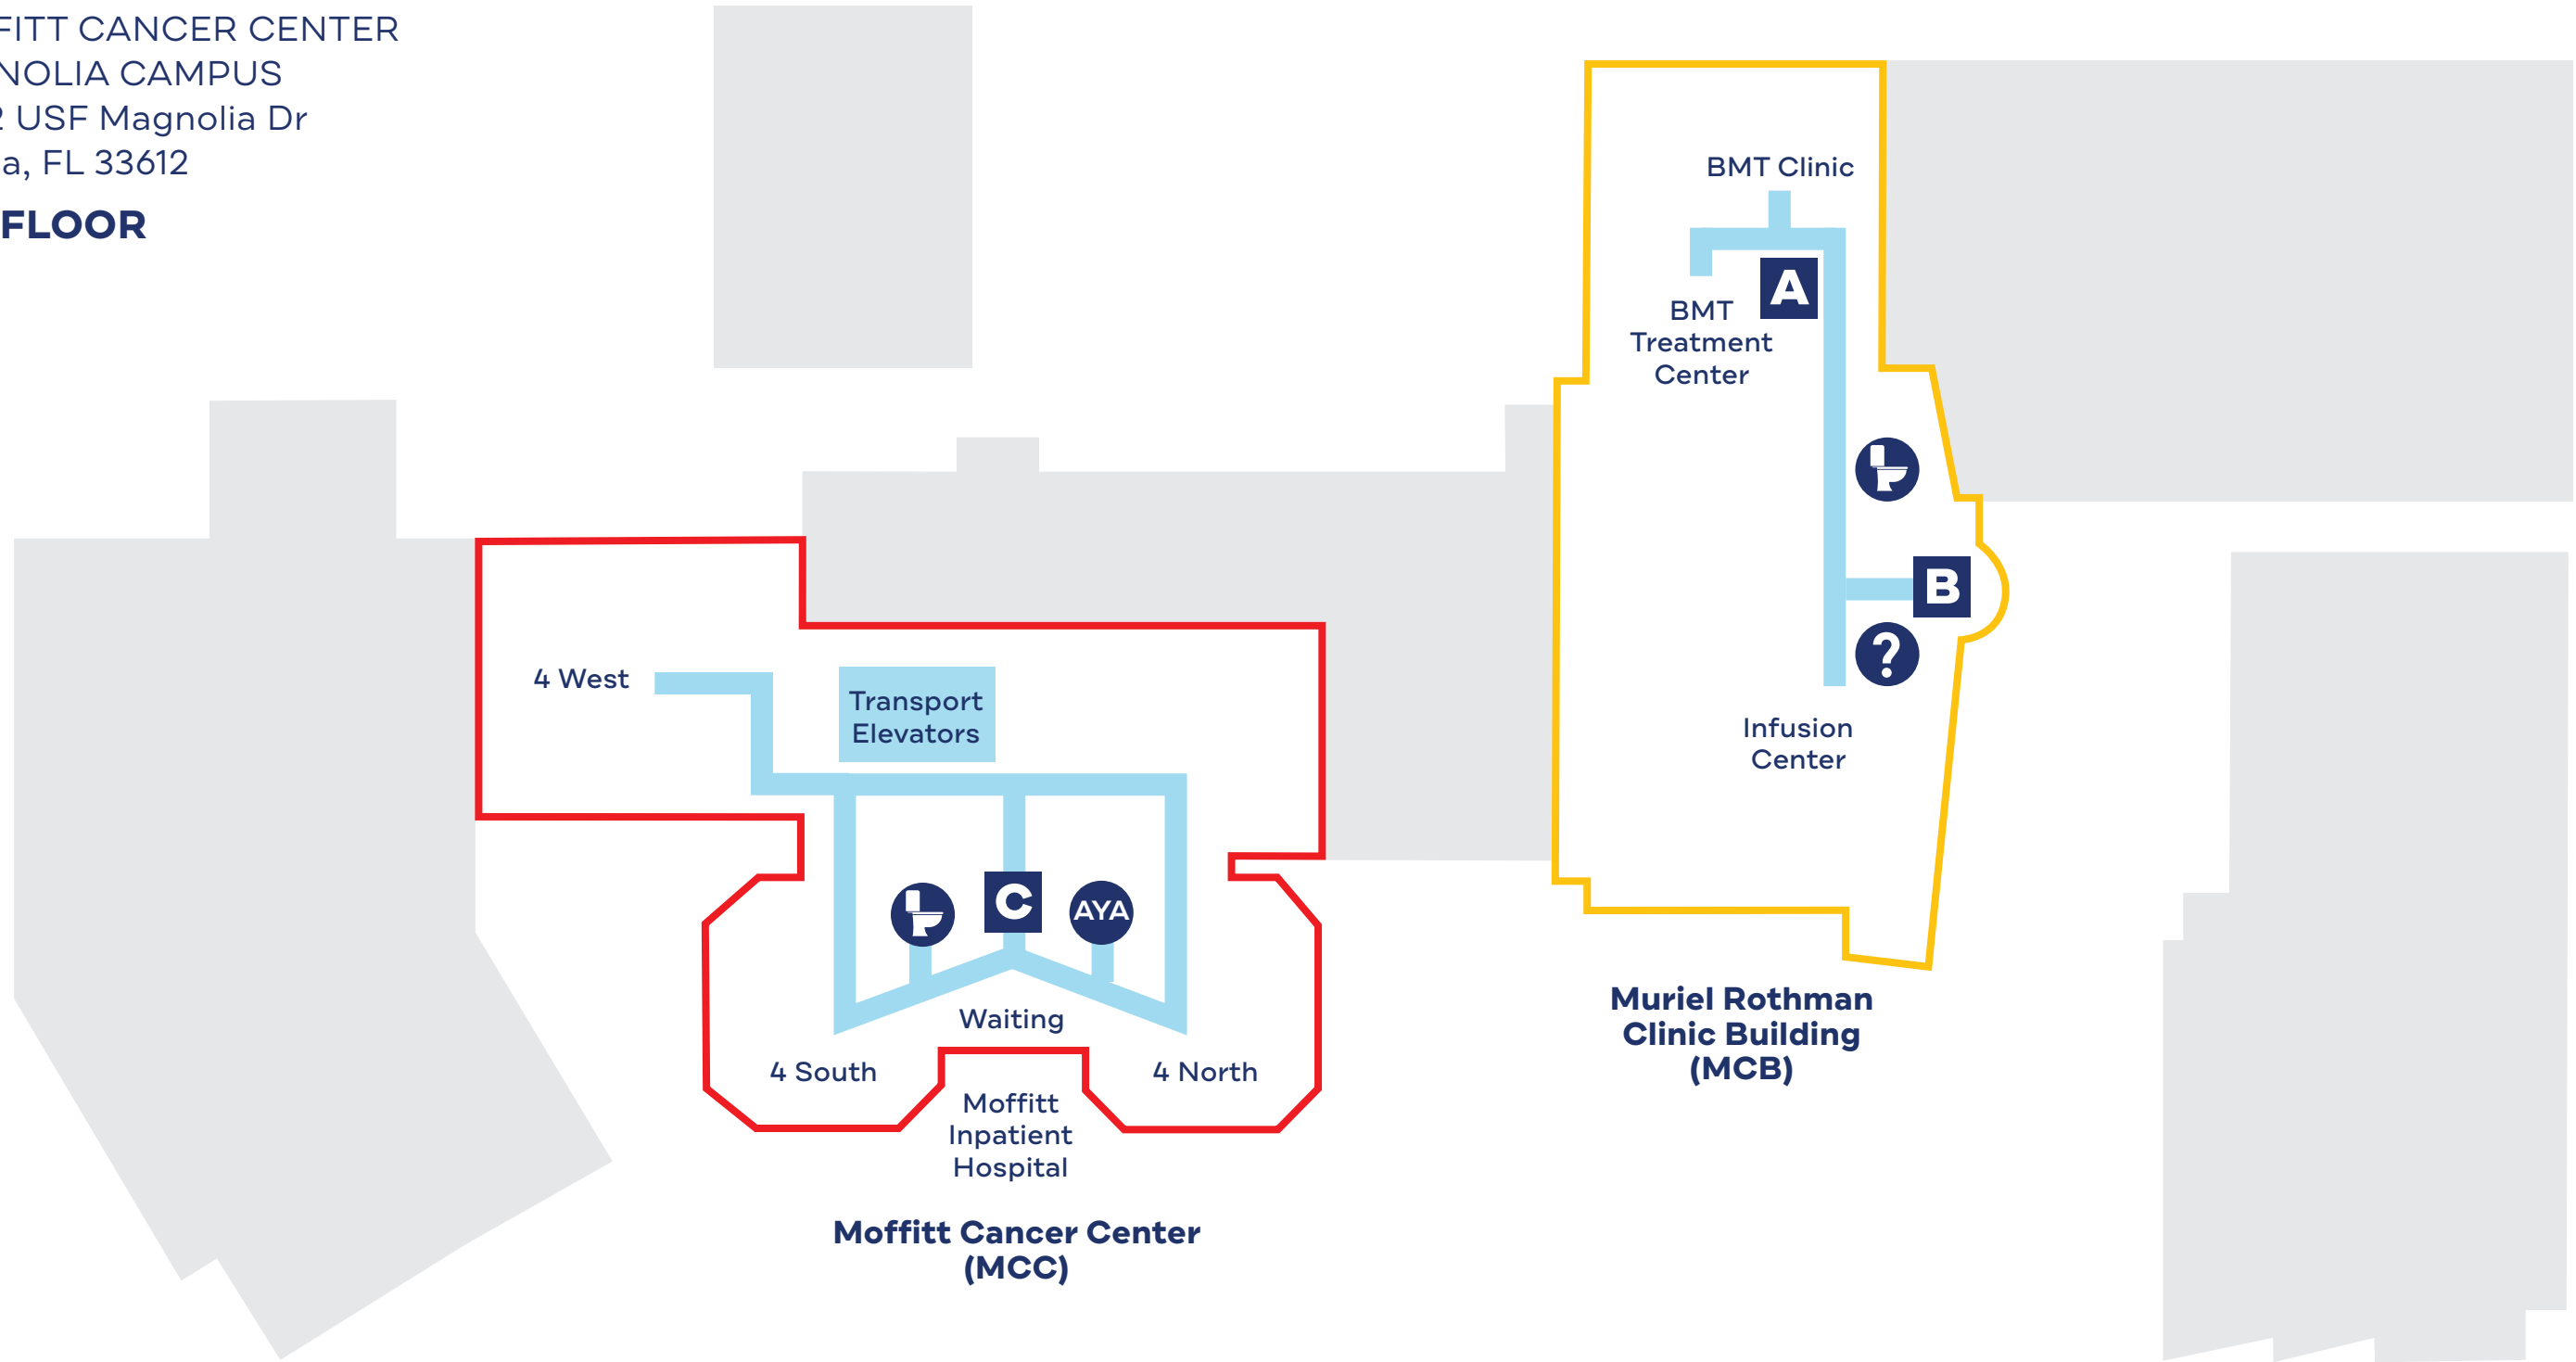 FITT CANCER CENTER
NOLIA CAMPUS
2 USF Magnolia Dr
a, FL 33612
FLOOR
BMT Clinic
A
BMT
Treatment
Center
B
?
Infusion
Center
Muriel Rothman
Clinic Building
(MCB)
4 West
Transport
Elevators
C
AYA
Waiting
4 South
4 North
Moffitt
Inpatient
Hospital
Moffitt Cancer Center
(MCC)